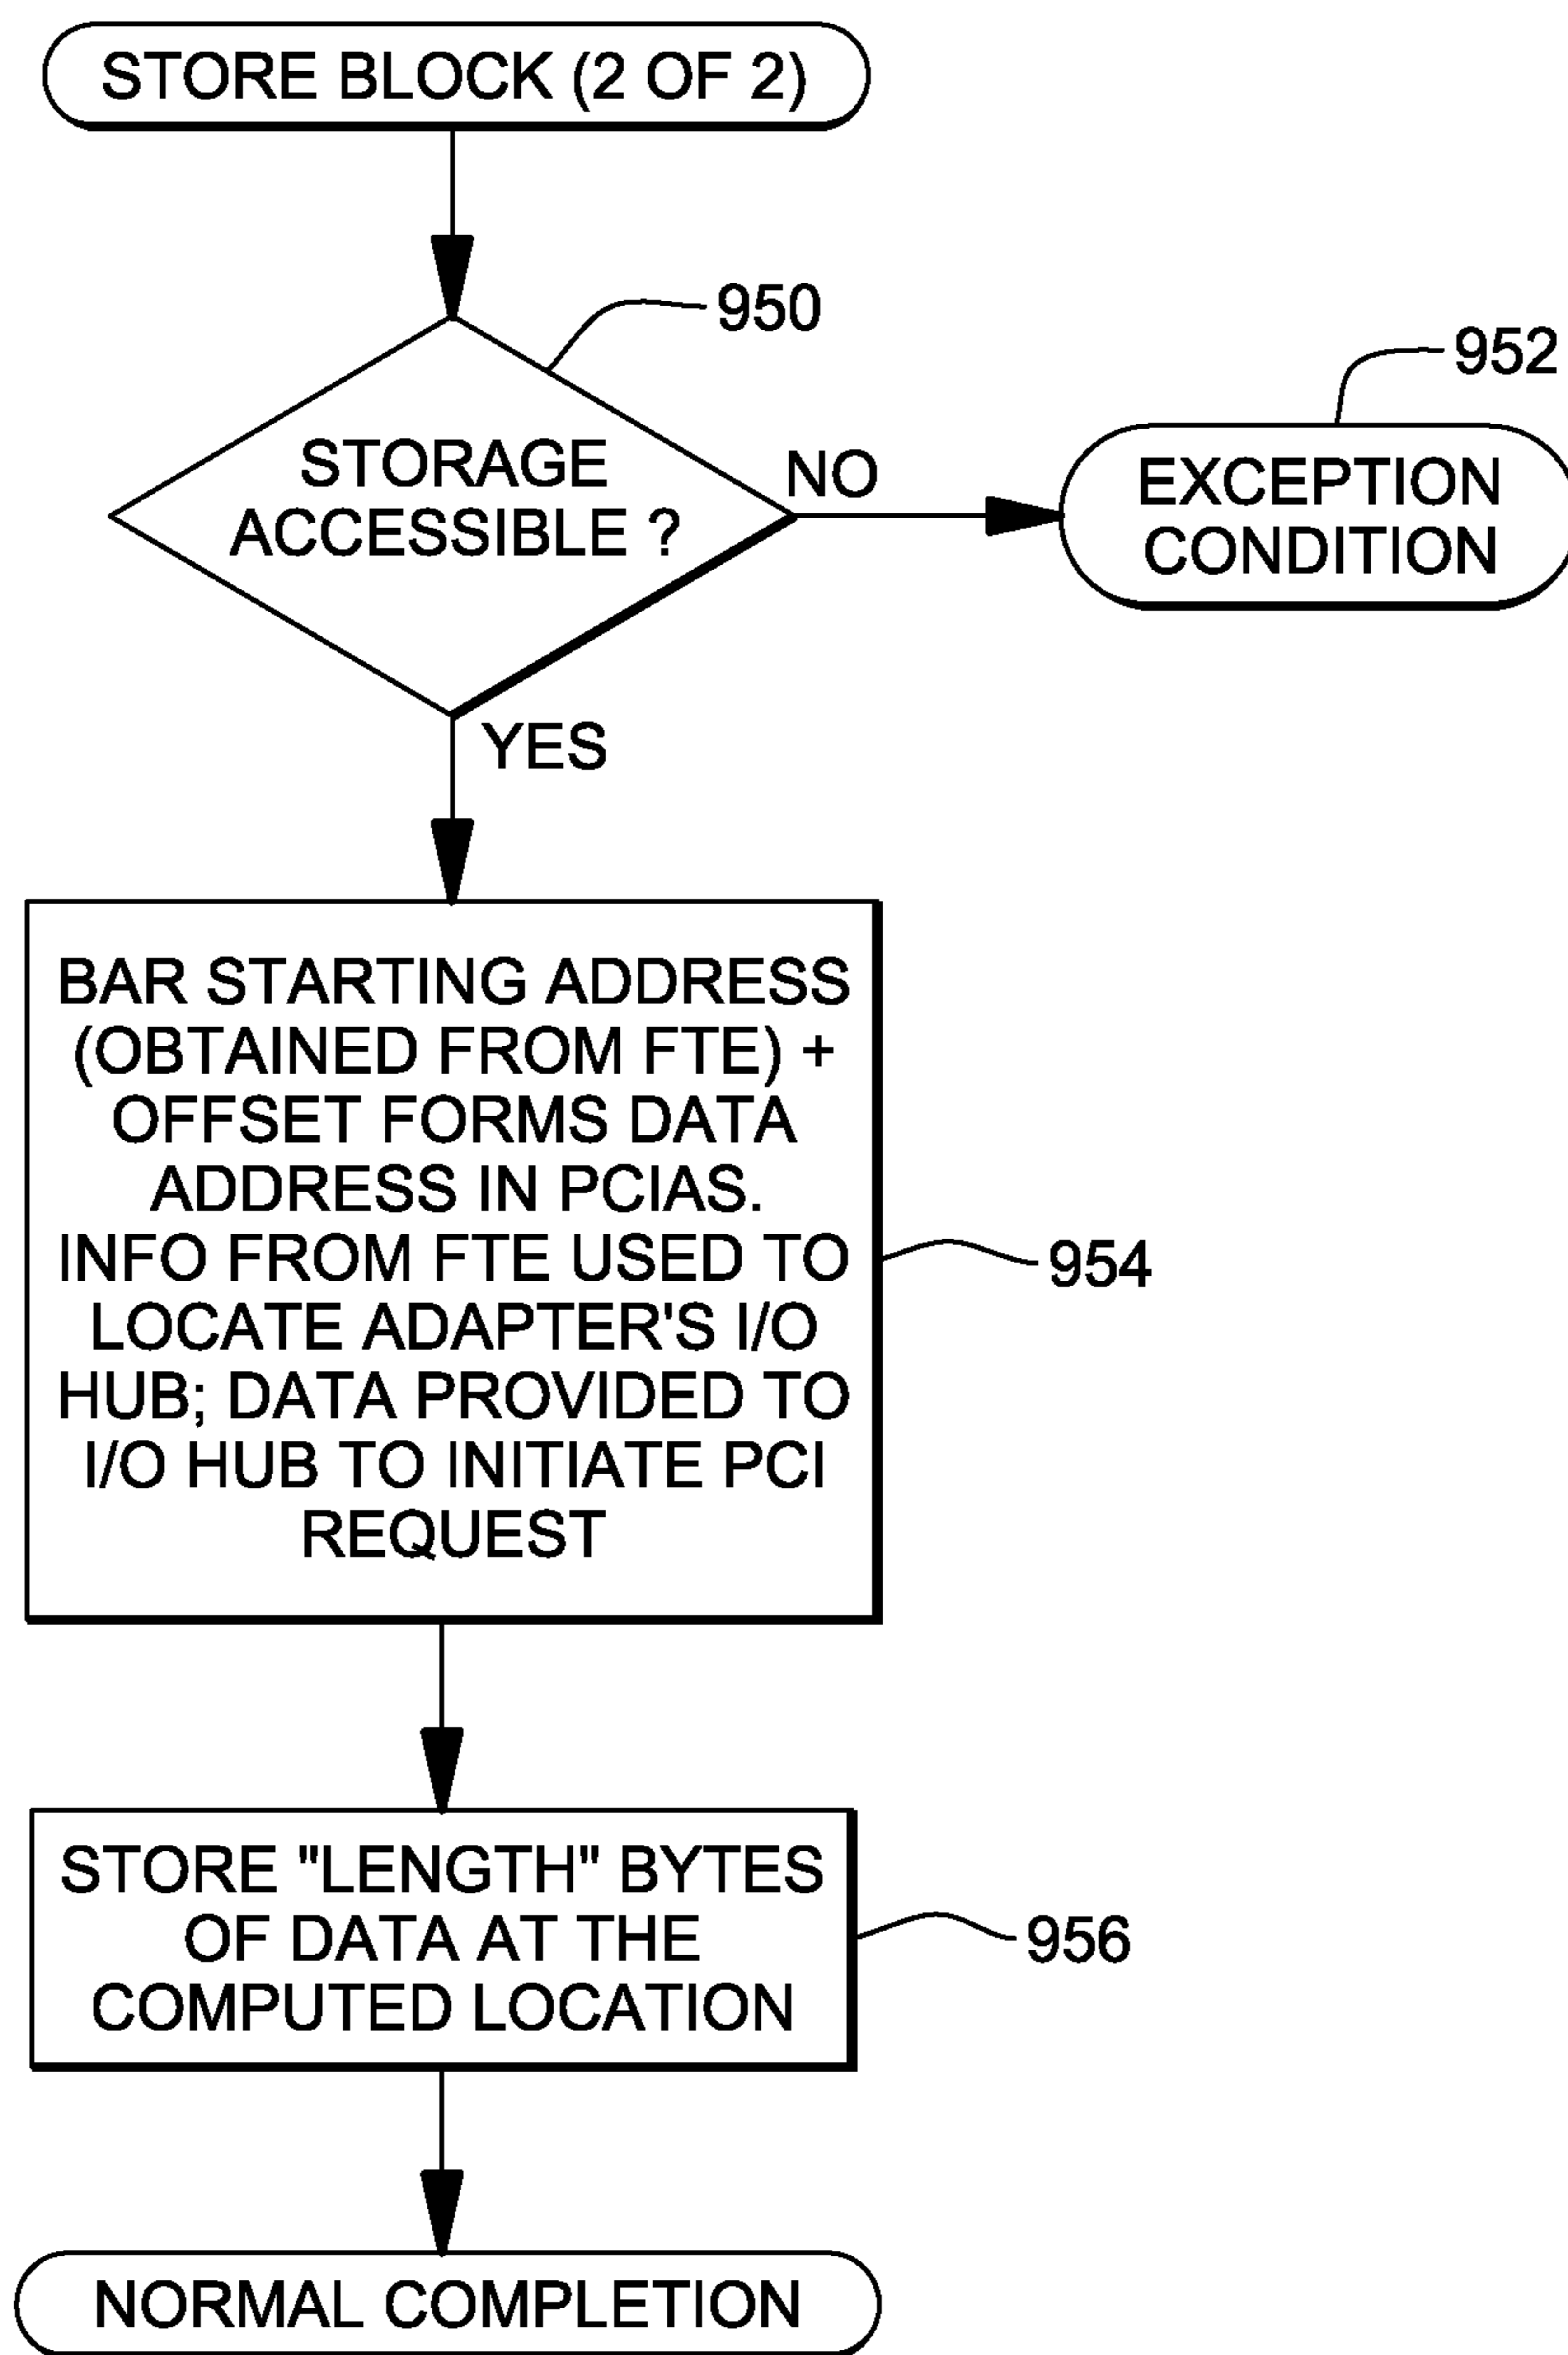 STORE BLOCK (2 OF 2)
950
952
STORAGE
ACCESSIBLE ?
NO
EXCEPTION
CONDITION
YES
BAR STARTING ADDRESS
(OBTAINED FROM FTE) +
OFFSET FORMS DATA
ADDRESS IN PCIAS.
INFO FROM FTE USED TO
LOCATE ADAPTER'S I/O
HUB; DATA PROVIDED TO
I/O HUB TO INITIATE PCI
REQUEST
954
STORE "LENGTH" BYTES
OF DATA AT THE
COMPUTED LOCATION
956
NORMAL COMPLETION